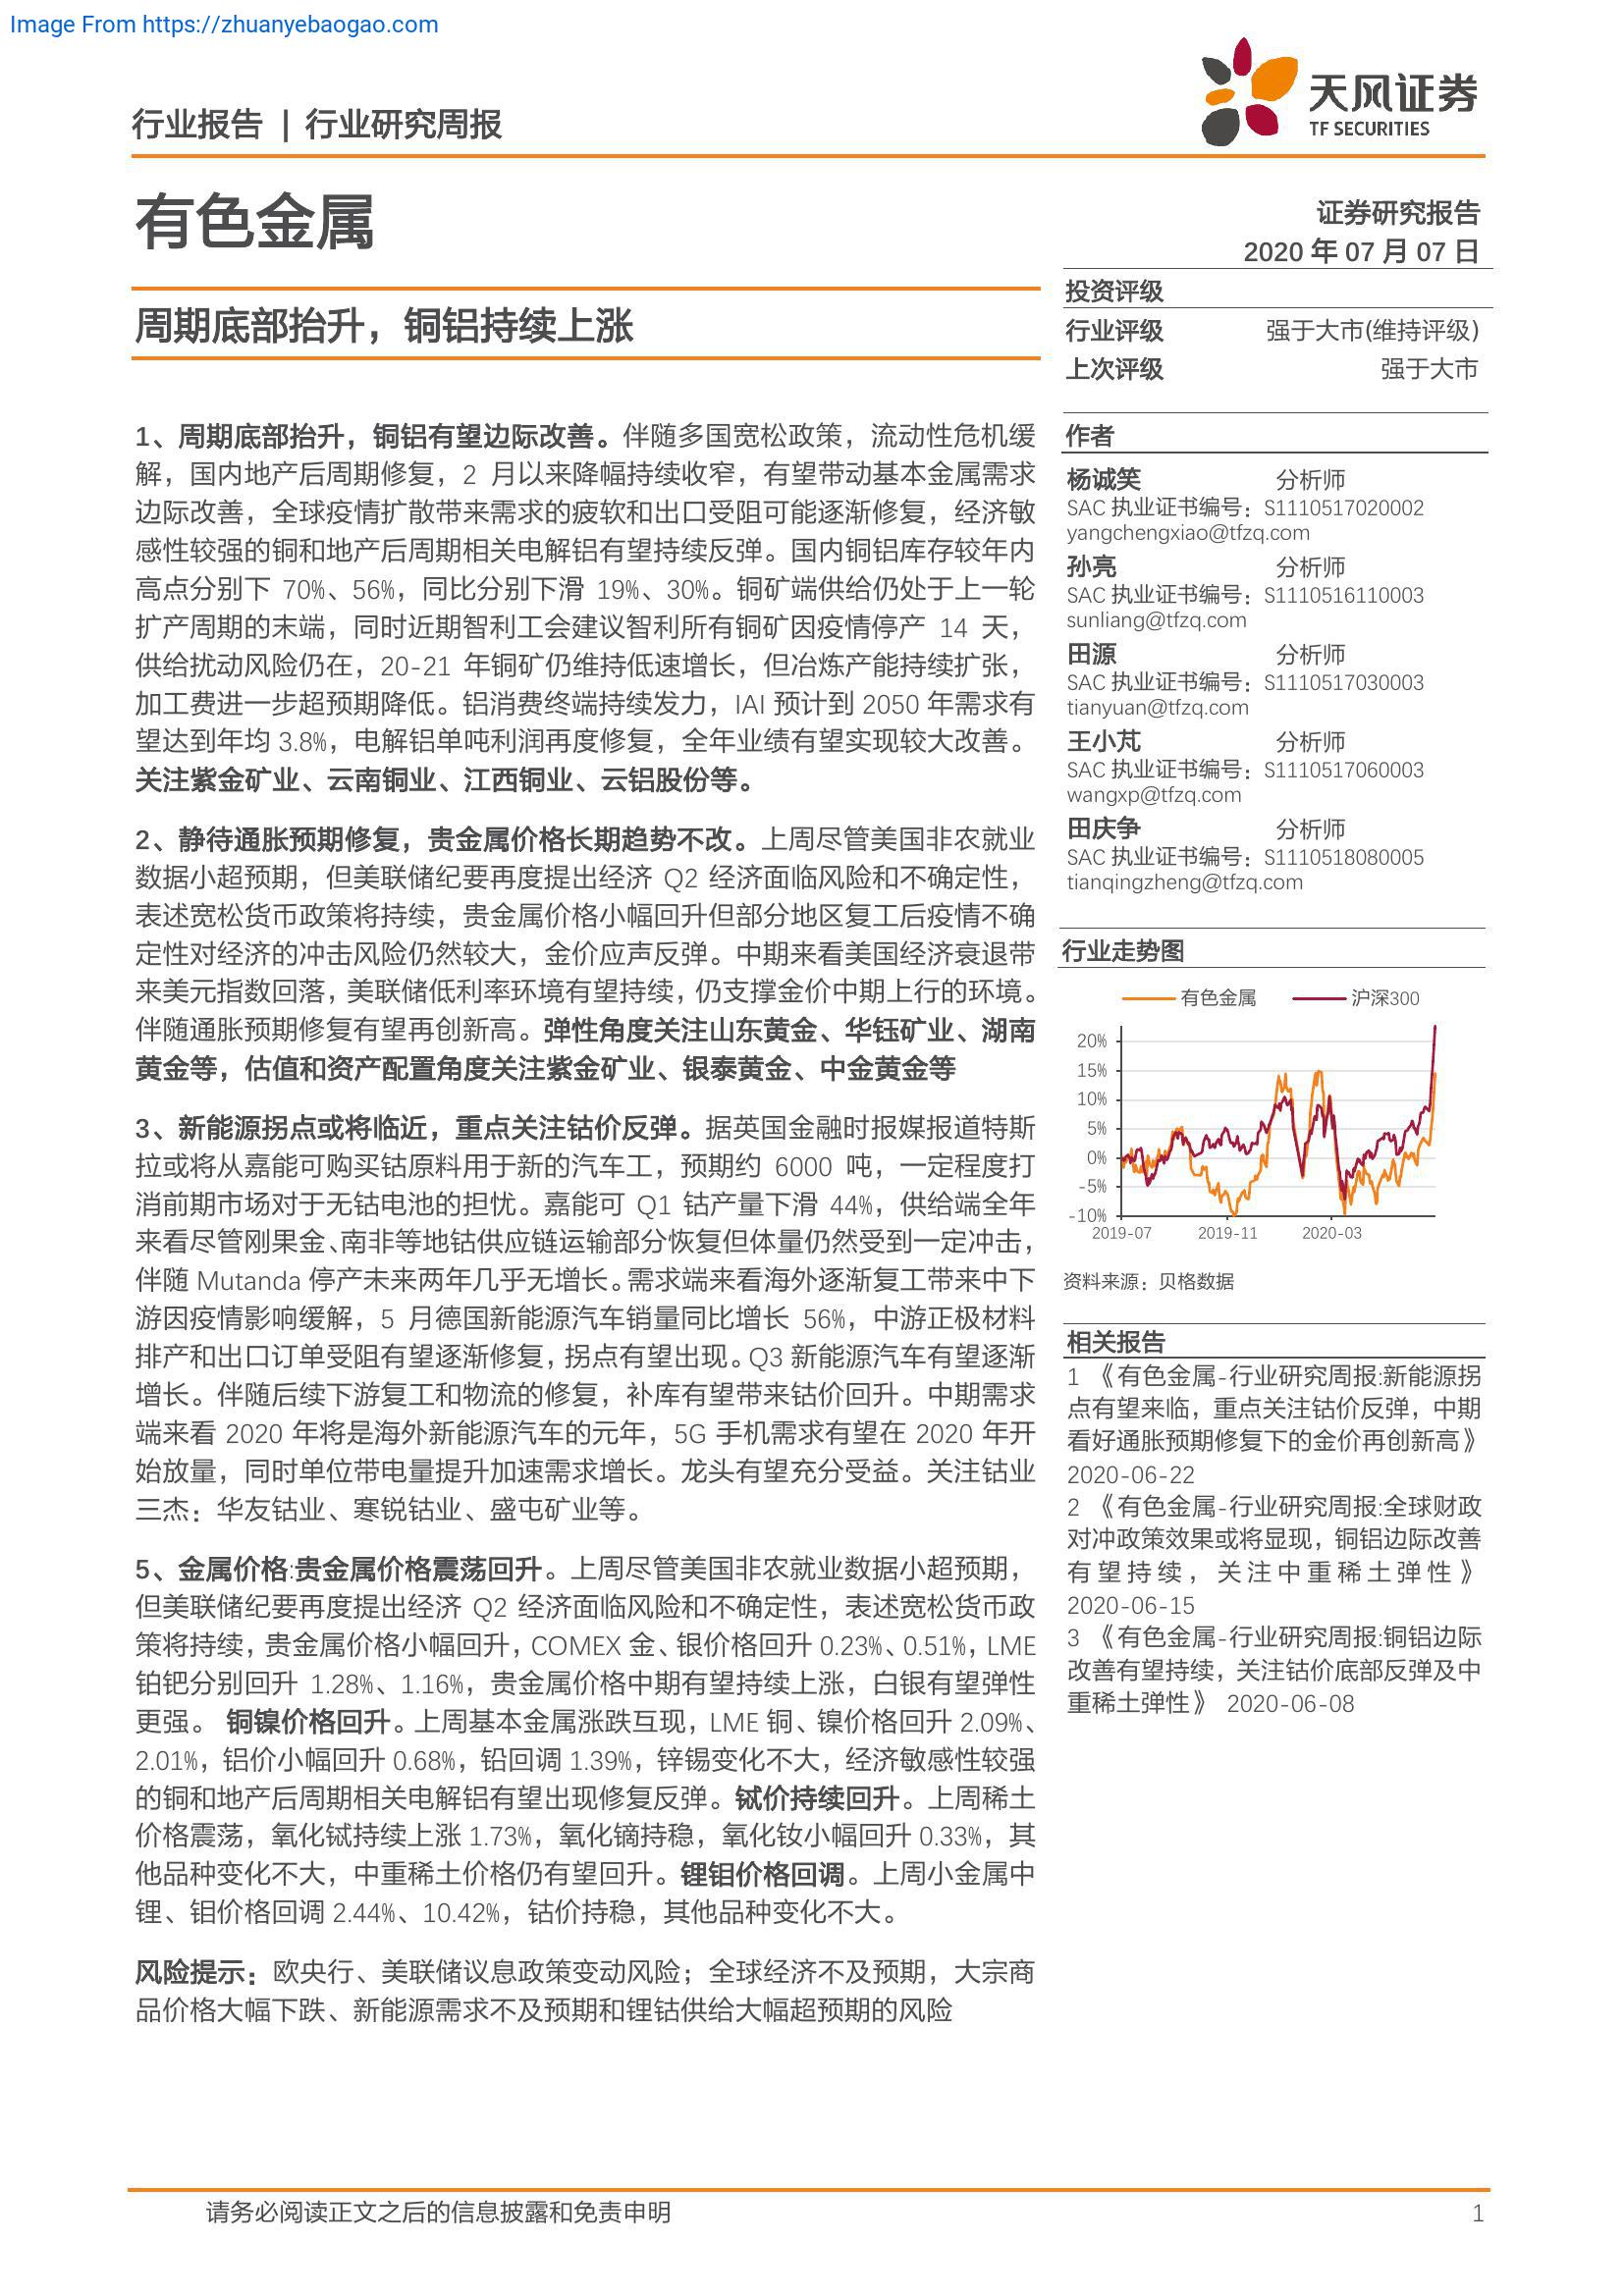 Image From https://zhuanyebaogao.com
行业报告 | 行业研究周报
天风证券
TF SECURITIES
有色金属
证券研究报告
2020 年 07 月 07 日
周期底部抬升，铜铝持续上涨
投资评级
行业评级 强于大市(维持评级)
上次评级 强于大市
1、周期底部抬升，铜铝有望边际改善。伴随多国宽松政策，流动性危机缓
解，国内地产后周期修复，2 月以来降幅持续收窄，有望带动基本金属需求
边际改善，全球疫情扩散带来需求的疲软和出口受阻可能逐渐修复，经济敏
感性较强的铜和地产后周期相关电解铝有望持续反弹。国内铜铝库存较年内
高点分别下 70%、56%，同比分别下滑 19%、30%。铜矿端供给仍处于上一轮
扩产周期的末端，同时近期智利工会建议智利所有铜矿因疫情停产 14 天，
供给扰动风险仍在，20-21 年铜矿仍维持低速增长，但冶炼产能持续扩张，
加工费进一步超预期降低。铝消费终端持续发力，IAI 预计到 2050 年需求有
望达到年均 3.8%，电解铝单吨利润再度修复，全年业绩有望实现较大改善。
关注紫金矿业、云南铜业、江西铜业、云铝股份等。
2、静待通胀预期修复，贵金属价格长期趋势不改。上周尽管美国非农就业
数据小超预期，但美联储纪要再度提出经济 Q2 经济面临风险和不确定性，
表述宽松货币政策将持续，贵金属价格小幅回升但部分地区复工后疫情不确
定性对经济的冲击风险仍然较大，金价应声反弹。中期来看美国经济衰退带
来美元指数回落，美联储低利率环境有望持续，仍支撑金价中期上行的环境。
伴随通胀预期修复有望再创新高。弹性角度关注山东黄金、华钰矿业、湖南
黄金等，估值和资产配置角度关注紫金矿业、银泰黄金、中金黄金等
3、新能源拐点或将临近，重点关注钴价反弹。据英国金融时报媒报道特斯
拉或将从嘉能可购买钴原料用于新的汽车工，预期约 6000 吨，一定程度打
消前期市场对于无钴电池的担忧。嘉能可 Q1 钴产量下滑 44%，供给端全年
来看尽管刚果金、南非等地钴供应链运输部分恢复但体量仍然受到一定冲击，
伴随 Mutanda 停产未来两年几乎无增长。需求端来看海外逐渐复工带来中下
游因疫情影响缓解，5 月德国新能源汽车销量同比增长 56%，中游正极材料
排产和出口订单受阻有望逐渐修复，拐点有望出现。Q3 新能源汽车有望逐渐
增长。伴随后续下游复工和物流的修复，补库有望带来钴价回升。中期需求
端来看 2020 年将是海外新能源汽车的元年，5G 手机需求有望在 2020 年开
始放量，同时单位带电量提升加速需求增长。龙头有望充分受益。关注钴业
三杰：华友钴业、寒锐钴业、盛屯矿业等。
5、金属价格:贵金属价格震荡回升。上周尽管美国非农就业数据小超预期，
但美联储纪要再度提出经济 Q2 经济面临风险和不确定性，表述宽松货币政
策将持续，贵金属价格小幅回升，COMEX 金、银价格回升 0.23%、0.51%，LME
铂钯分别回升 1.28%、1.16%，贵金属价格中期有望持续上涨，白银有望弹性
更强。 铜镍价格回升。上周基本金属涨跌互现，LME 铜、镍价格回升 2.09%、
2.01%，铝价小幅回升 0.68%，铅回调 1.39%，锌锡变化不大，经济敏感性较强
的铜和地产后周期相关电解铝有望出现修复反弹。铽价持续回升。上周稀土
价格震荡，氧化铽持续上涨 1.73%，氧化镝持稳，氧化钕小幅回升 0.33%，其
他品种变化不大，中重稀土价格仍有望回升。锂钼价格回调。上周小金属中
锂、钼价格回调 2.44%、10.42%，钴价持稳，其他品种变化不大。
风险提示：欧央行、美联储议息政策变动风险；全球经济不及预期，大宗商
品价格大幅下跌、新能源需求不及预期和锂钴供给大幅超预期的风险
作者
杨诚笑 分析师
SAC 执业证书编号：S1110517020002
yangchengxiao@tfzq.com
孙亮 分析师
SAC 执业证书编号：S1110516110003
sunliang@tfzq.com
田源 分析师
SAC 执业证书编号：S1110517030003
tianyuan@tfzq.com
王小芃 分析师
SAC 执业证书编号：S1110517060003
wangxp@tfzq.com
田庆争 分析师
SAC 执业证书编号：S1110518080005
tianqingzheng@tfzq.com
行业走势图
有色金属 沪深300
20%
15%
10%
5%
0%
-5%
-10%
2019-07 2019-11 2020-03
资料来源：贝格数据
相关报告
1 《有色金属-行业研究周报:新能源拐
点有望来临，重点关注钴价反弹，中期
看好通胀预期修复下的金价再创新高》
2020-06-22
2 《有色金属-行业研究周报:全球财政
对冲政策效果或将显现，铜铝边际改善
有望持续，关注中重稀土弹性》
2020-06-15
3 《有色金属-行业研究周报:铜铝边际
改善有望持续，关注钴价底部反弹及中
重稀土弹性》 2020-06-08
请务必阅读正文之后的信息披露和免责申明 1